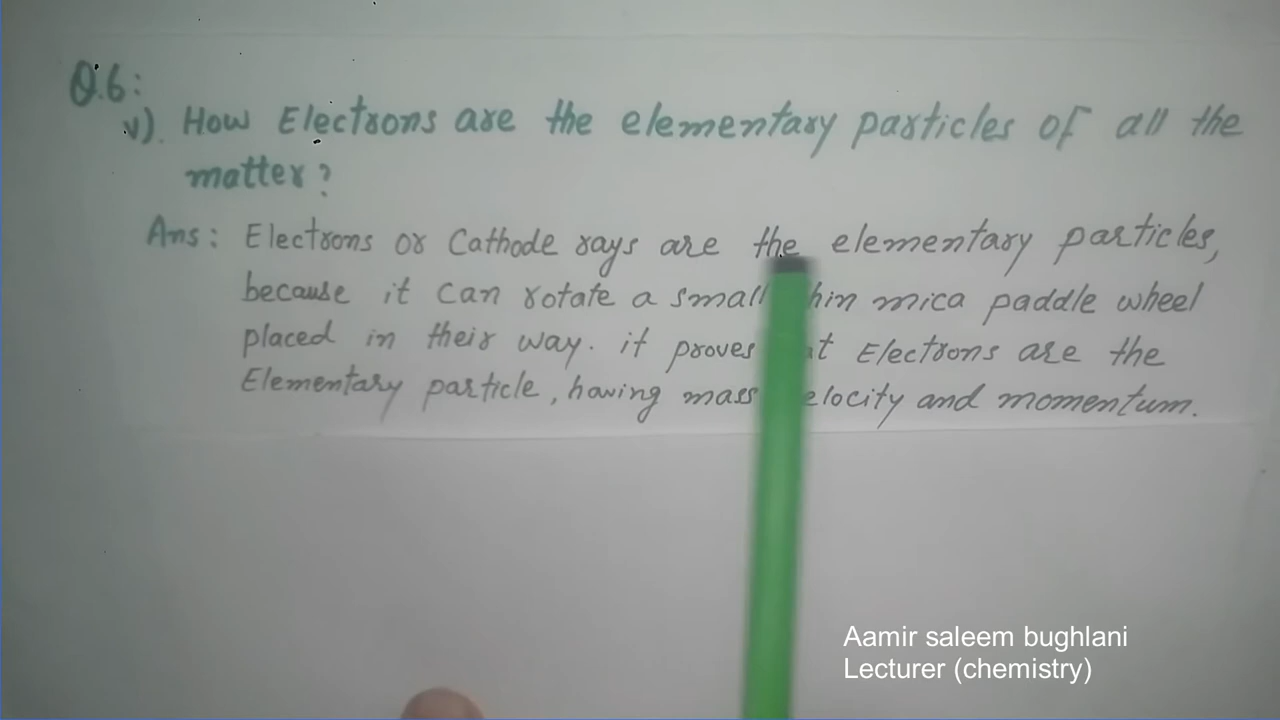 Q.6:
v). How Electrons are the elementary particles of all the
matter?
Ans: Electrons or Cathode rays are the elementary particles,
because it can rotate a small mica paddle wheel
placed in their way. it proves Electrons are the
Elementary particle, having mass and momentum.
Aamir saleem bughlani
Lecturer (chemistry)